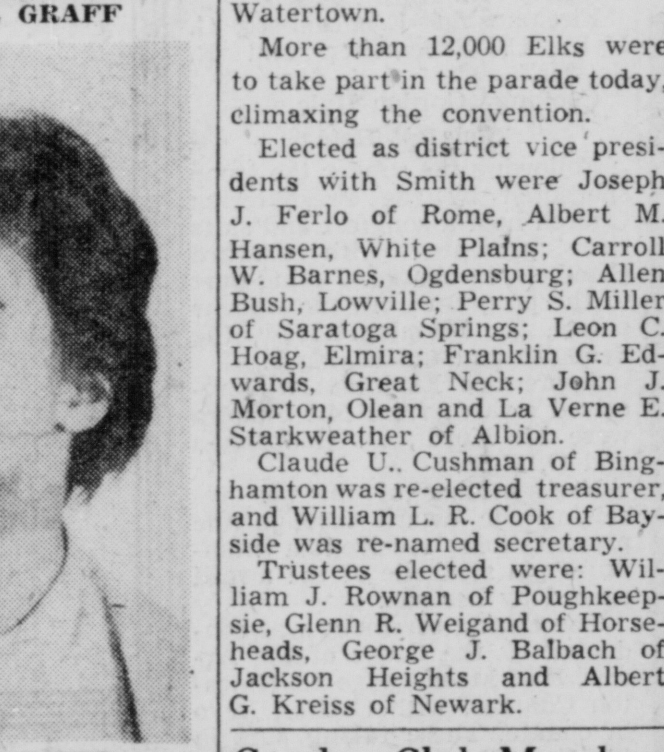 GRAFF
Watertown.
More than 12,000 Elks were
to take part in the parade today,
climaxing the convention.
Elected as district vice presi-
dents with Smith were Joseph
J. Ferlo of Rome, Albert M.
Hansen, White Plains; Carroll
W. Barnes, Ogdensburg; Allen
Bush, Lowville; Perry S. Miller
of Saratoga Springs; Leon C.
Hoag, Elmira; Franklin G. Ed-
wards, Great Neck; John J.
Morton, Olean and La Verne E.
Starkweather of Albion.
Claude U.. Cushman of Bing-
hamton was re-elected treasurer,
and William L. R. Cook of Bay-
side was re-named secretary.
Trustees elected were: Wil-
liam J. Rownan of Poughkeep-
sie, Glenn R. Weigand of Horse-
heads, George J. Balbach of
Jackson Heights and Albert
G. Kreiss of Newark.